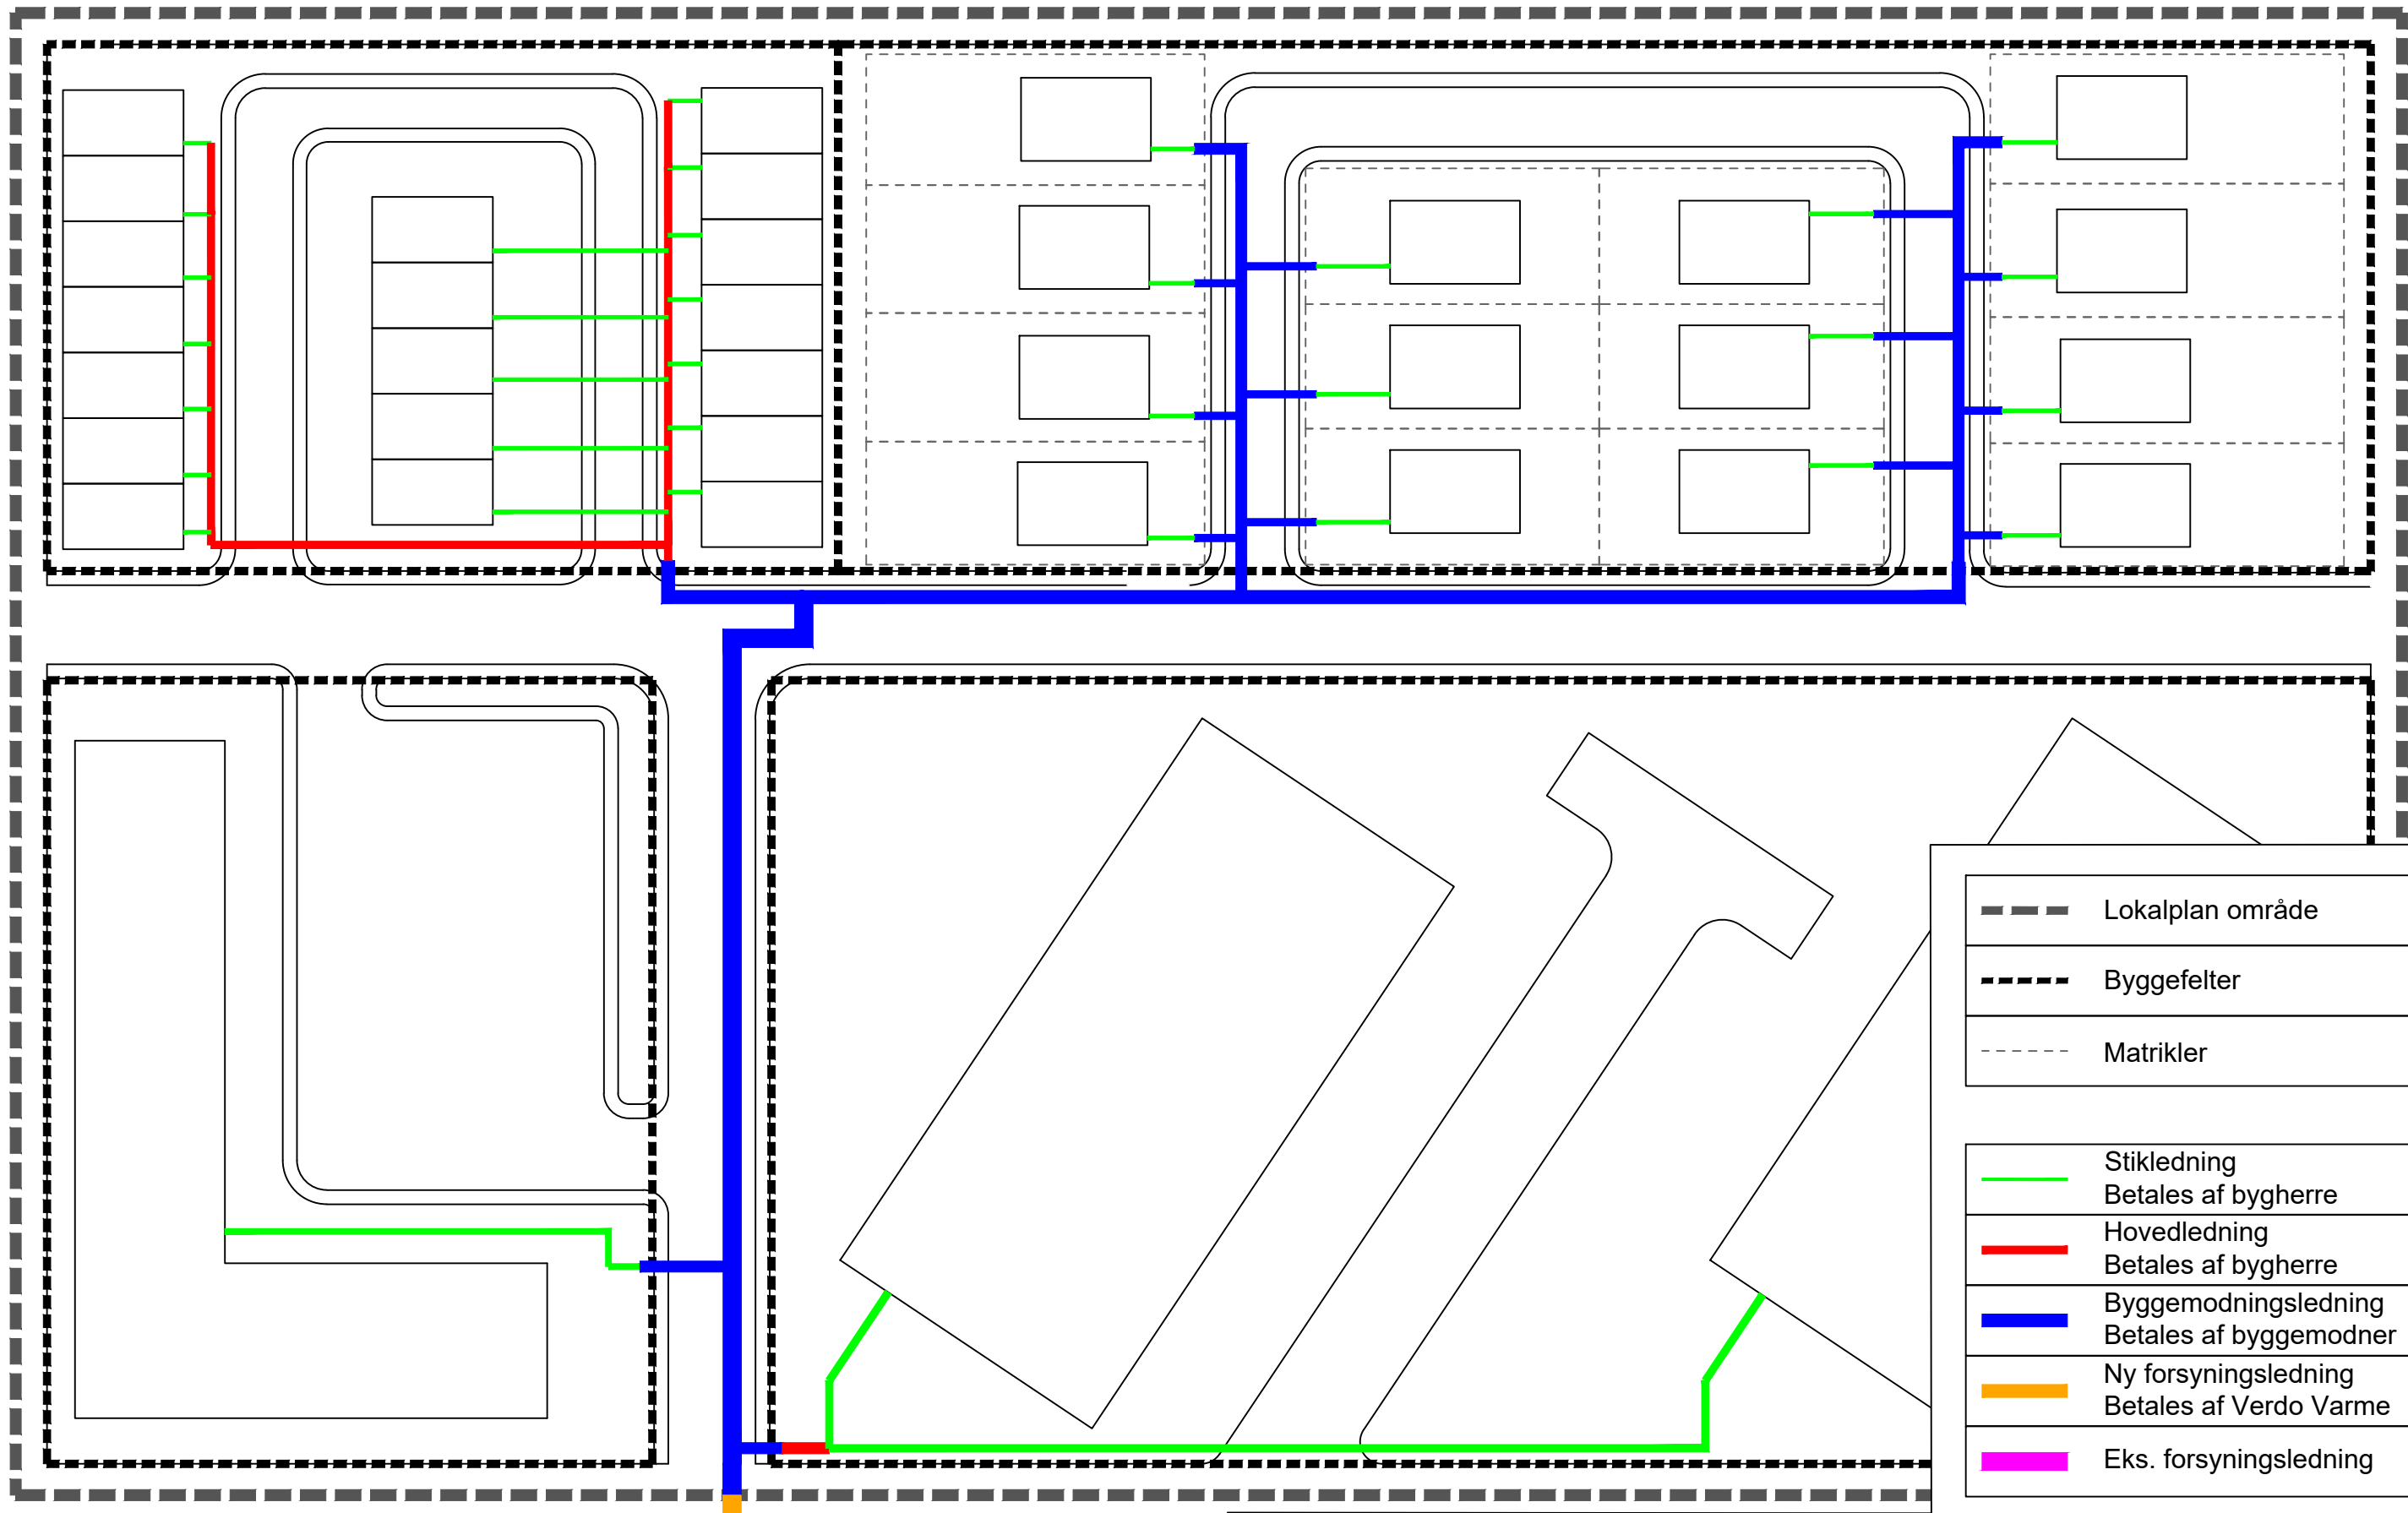 Lokalplan område
Byggefelter
Matrikler
Stikledning
Betales af bygherre
Hovedledning
Betales af bygherre
Byggemodningsledning
Betales af byggemodner
Ny forsyningsledning
Betales af Verdo Varme
Eks. forsyningsledning